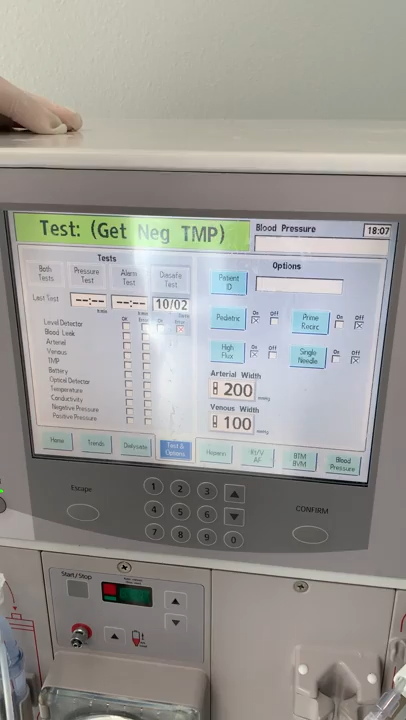 Test: (Get Neg TMP)
Blood Pressure
18:07
Tests
Both Tests
Pressure Test
Alarm Test
Diasafe Test
Last Test
--:--
--:--
10/02
Level Detector
Blood Leak
Arterial
Venous
TMP
Battery
Optical Detector
Temperature
Conductivity
Negative Pressure
Positive Pressure
Options
Patient ID
Pediatric
On
Off
Prime Recirc
On
Off
High Flux
On
Off
Single Needle
On
Off
Arterial Width
200 mmHg
Venous Width
100 mmHg
Home
Trends
Dialysate
Test & Options
Heparin
BTM BVM
Blood Pressure
Escape
1 2 3
4 5 6
7 8 9 0
CONFIRM
Start/Stop